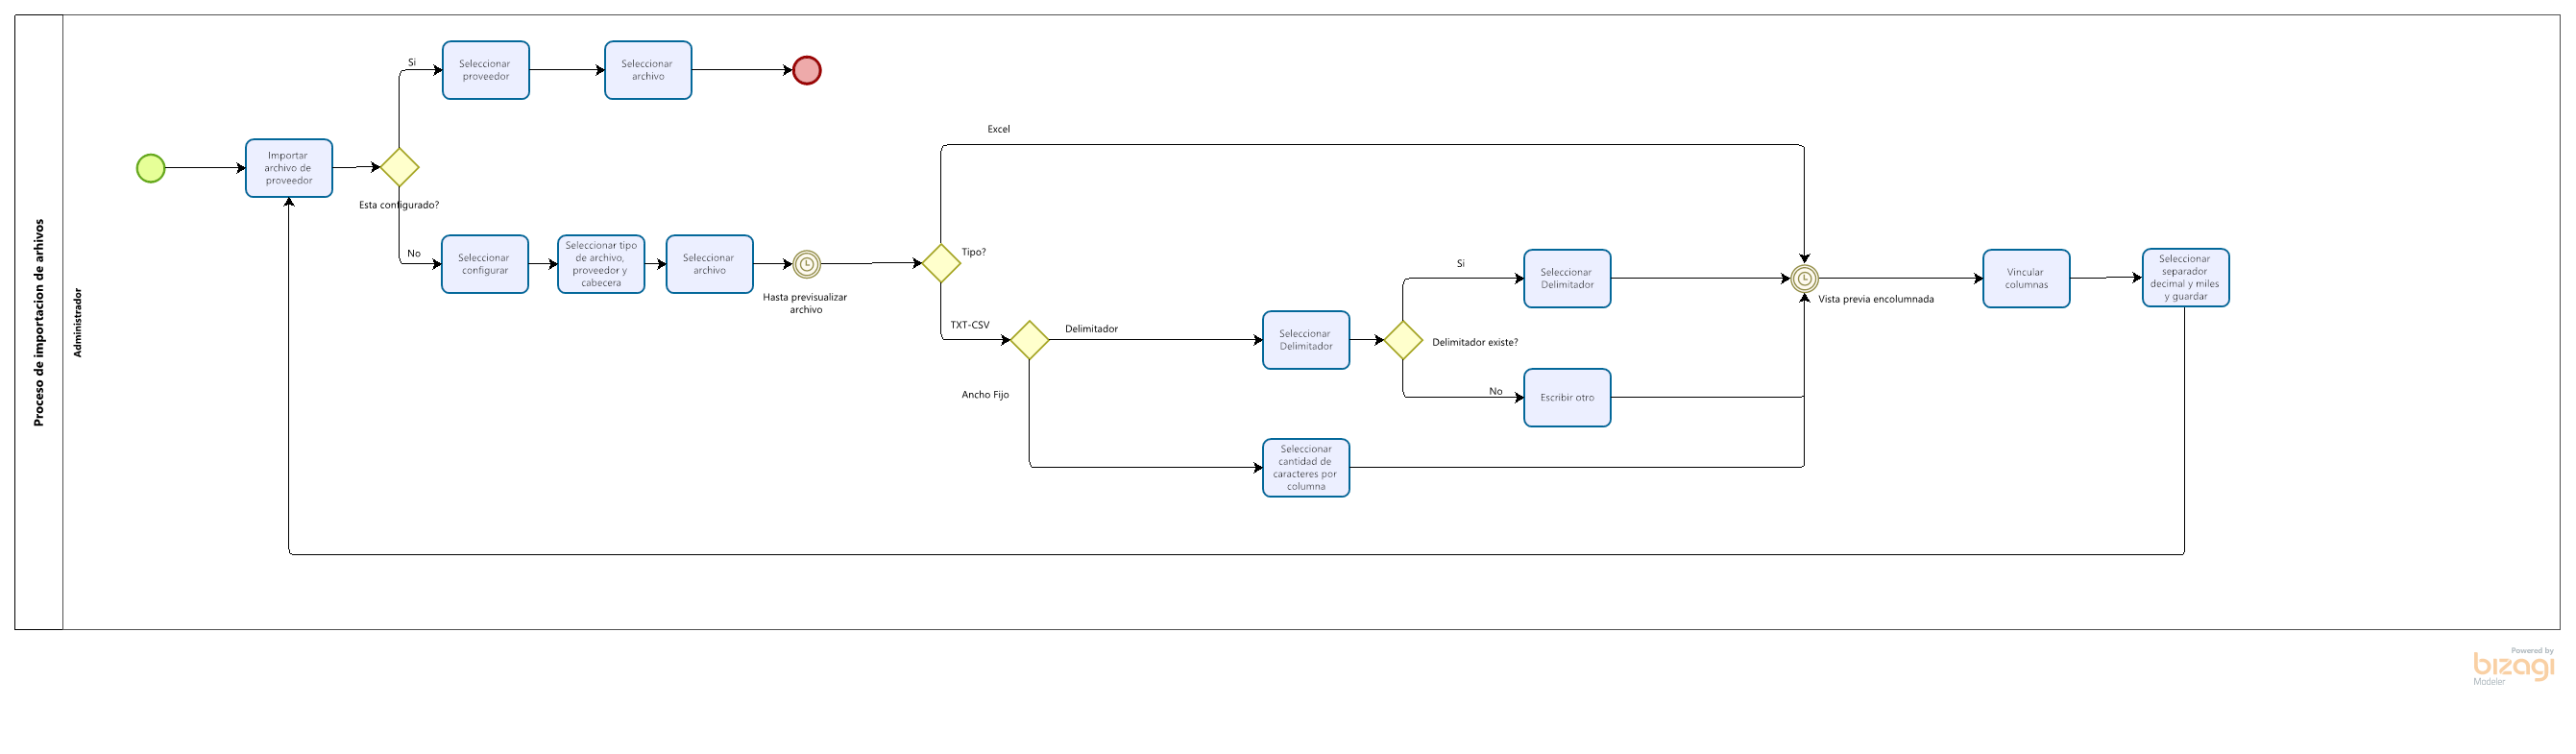 Proceso de importacion de arhivos
Administrador
Si
Seleccionar
proveedor
Seleccionar
archivo
Importar
archivo de
proveedor
Esta configurado?
No
Seleccionar
configurar
Seleccionar tipo
de archivo,
proveedor y
cabecera
Seleccionar
archivo
Hasta previsualizar
archivo
Excel
Tipo?
TXT-CSV
Delimitador
Ancho Fijo
Seleccionar
Delimitador
Delimitador existe?
Si
Seleccionar
Delimitador
No
Escribir otro
Seleccionar
cantidad de
caracteres por
columna
Vista previa encolumnada
Vincular
columnas
Seleccionar
separador
decimal y miles
y guardar
Powered by
bizagi
Modeler